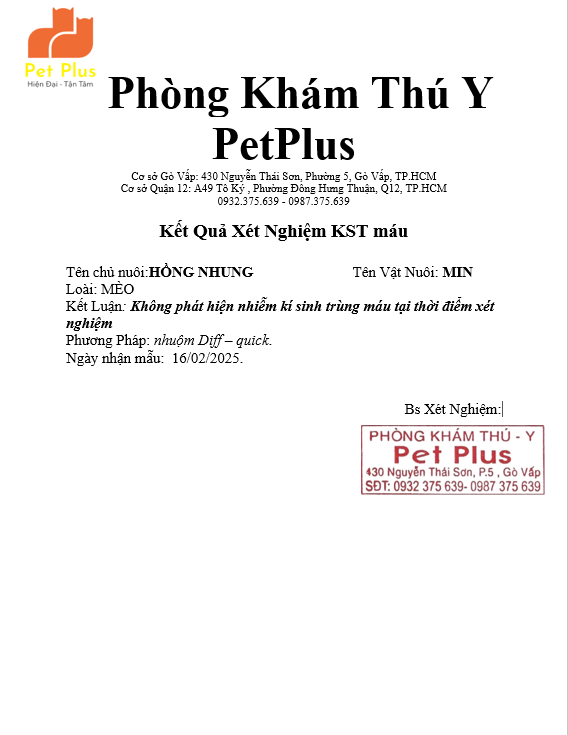 Pet Plus
Hiện Đại - Tận Tâm
Phòng Khám Thú Y
PetPlus
Cơ sở Gò Vấp: 430 Nguyễn Thái Sơn, Phường 5, Gò Vấp, TP.HCM
Cơ sở Quận 12: A49 Tô Ký , Phường Đông Hưng Thuận, Q12, TP.HCM
0932.375.639 - 0987.375.639
Kết Quả Xét Nghiệm KST máu
Tên chủ nuôi:HỒNG NHUNG Tên Vật Nuôi: MIN
Loài: MÈO
Kết Luận: Không phát hiện nhiễm kí sinh trùng máu tại thời điểm xét
nghiệm
Phương Pháp: nhuộm Diff – quick.
Ngày nhận mẫu: 16/02/2025.
Bs Xét Nghiệm:
PHÒNG KHÁM THÚ - Y
Pet Plus
430 Nguyễn Thái Sơn, P.5 , Gò Vấp
SĐT: 0932 375 639- 0987 375 639